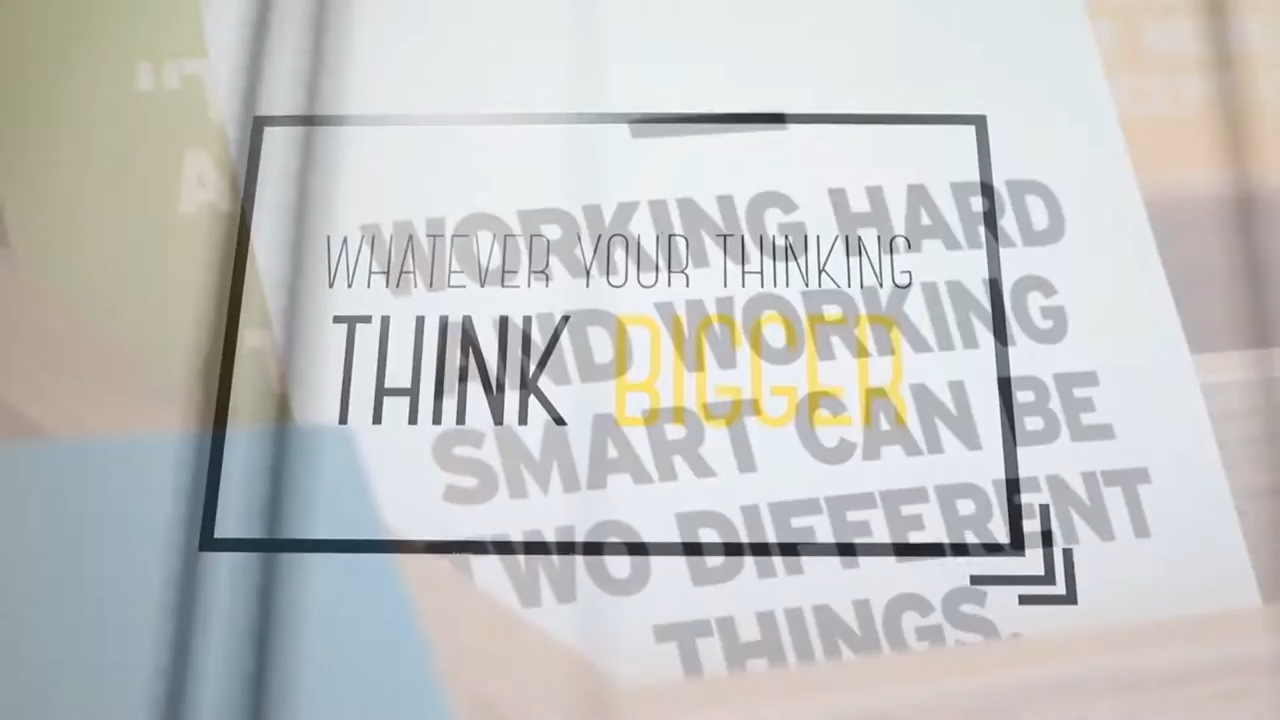 WHATEVER YOUR THINKING
THINK BIGGER
WORKING HARD
AND WORKING
SMART CAN BE
TWO DIFFERENT
THINGS.